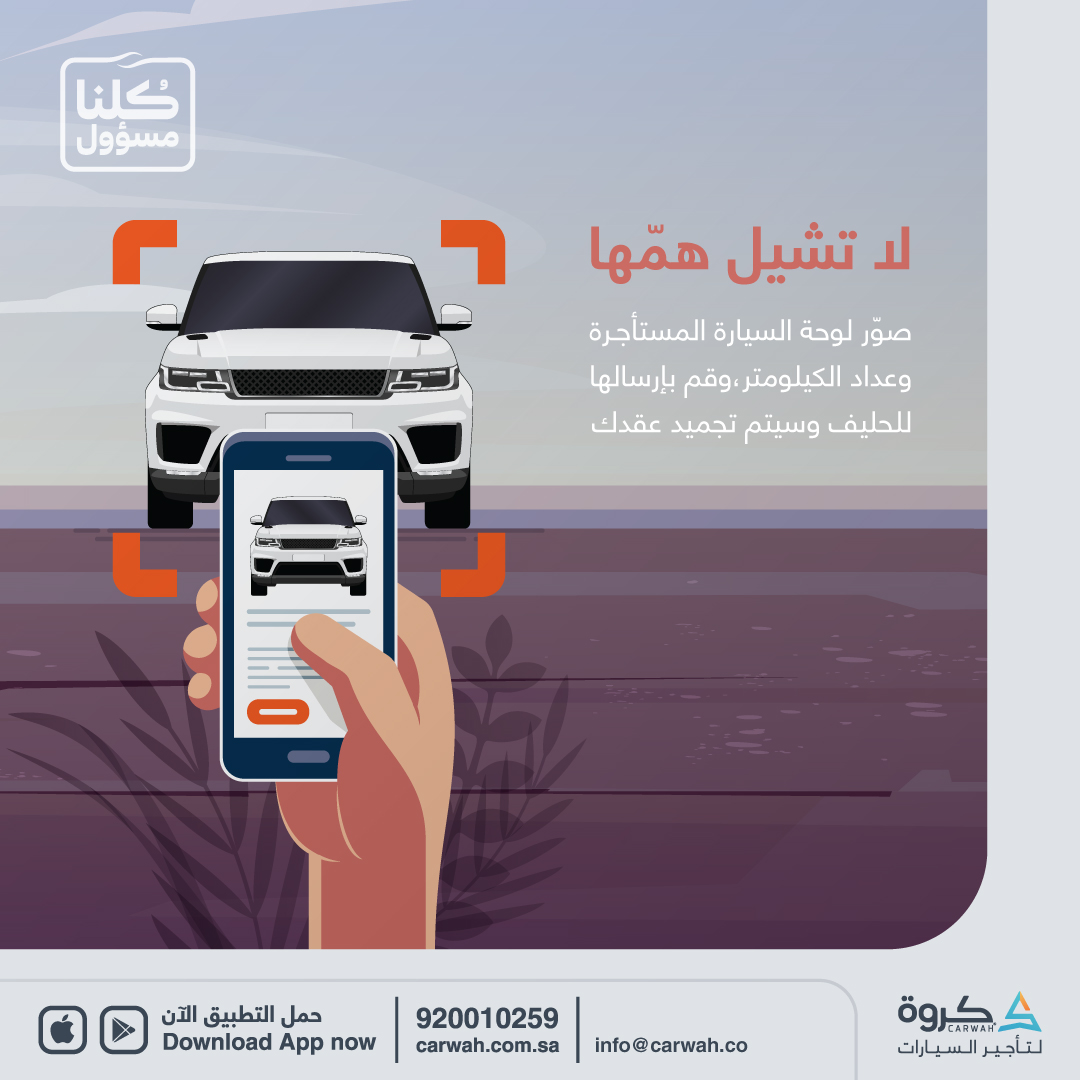 كُلنا
مسؤول
لا تشيل همّها
صوّر لوحة السيارة المستأجرة
وعداد الكيلومتر،وقم بإرسالها
للحليف وسيتم تجميد عقدك
حمل التطبيق الآن
Download App now
920010259
carwah.com.sa
info@carwah.co
كروة
CARWAH
لتأجير السيارات